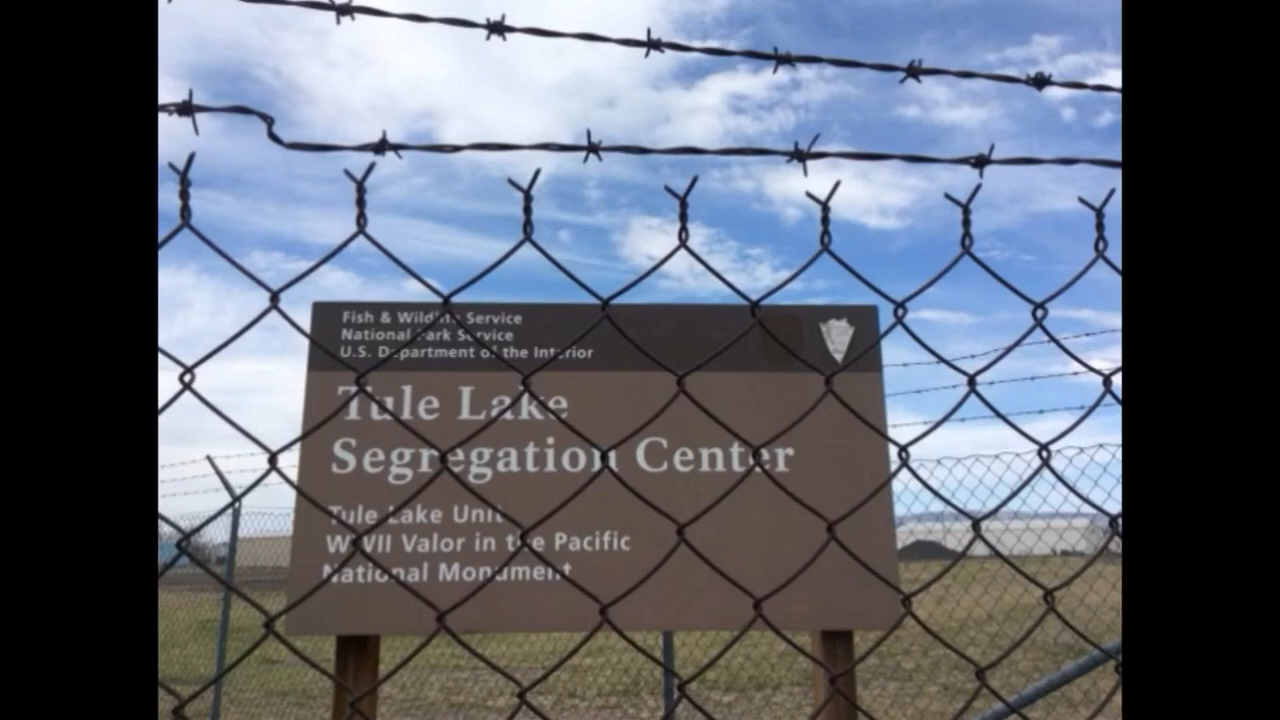 Fish & Wildlife Service
National Park Service
U.S. Department of the Interior
Tule Lake
Segregation Center
Tule Lake Unit
WWII Valor in the Pacific
National Monument